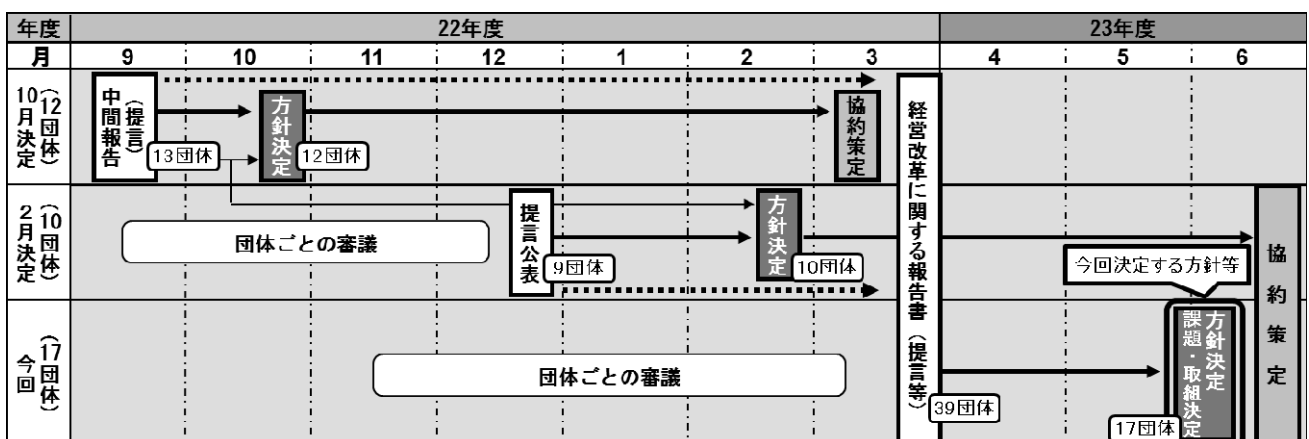 年度
22年度
23年度
月
9
10
11
12
1
2
3
4
5
6
10月決定
（12団体）
中間報告
（提言）
13団体
方針決定
12団体
協約策定
経営改革に関する報告書（提言等）
2月決定
（10団体）
団体ごとの審議
提言公表
9団体
方針決定
10団体
今回決定する方針等
協約策定
今回
（17団体）
団体ごとの審議
39団体
方針決定
課題・取組決定
17団体